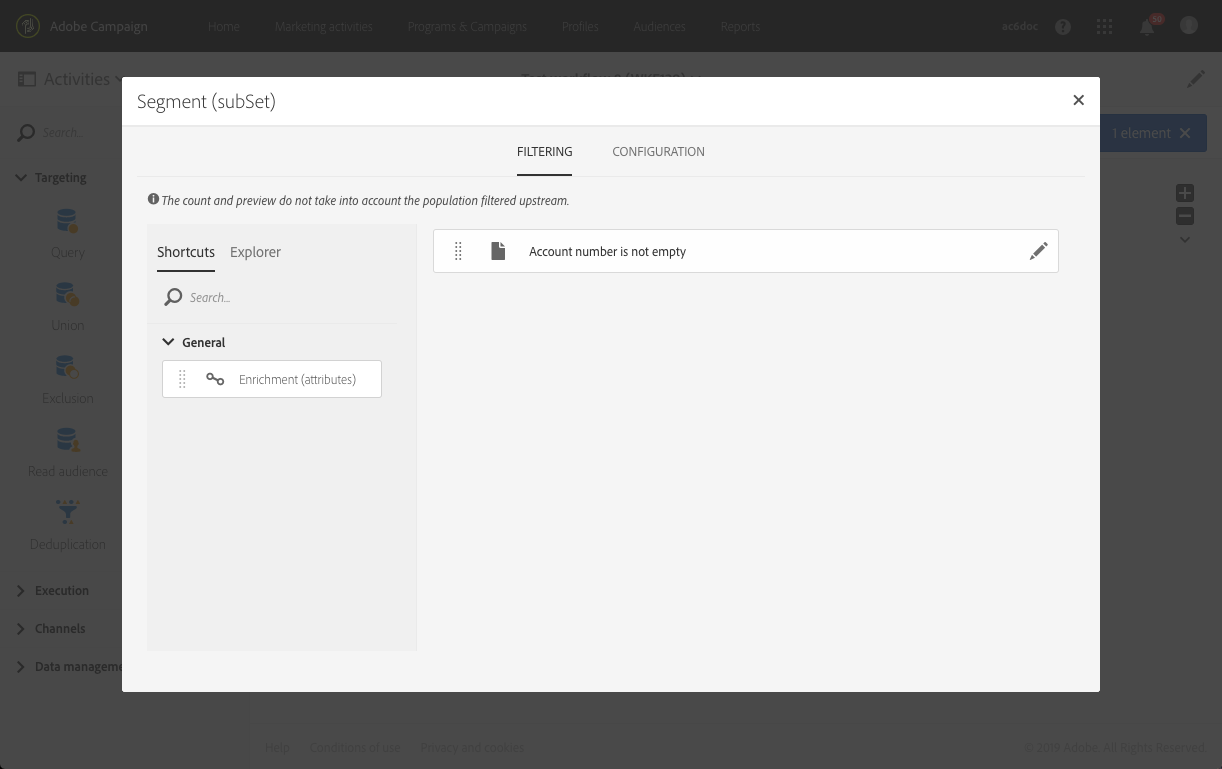 Adobe Campaign
Home
Marketing activities
Programs & Campaigns
Profiles
Audiences
Reports
ac6doc
50
Activities
Segment (subSet)
1 element
Search...
FILTERING
CONFIGURATION
Targeting
The count and preview do not take into account the population filtered upstream.
Query
Shortcuts
Explorer
Account number is not empty
Search...
Union
General
Enrichment (attributes)
Exclusion
Read audience
Deduplication
Execution
Channels
Data manageme
Help
Conditions of use
Privacy and cookies
© 2019 Adobe. All Rights Reserved.